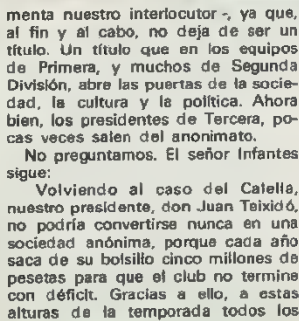 menta nuestro interlocutor -, ya que,
al fin y al cabo, no deja de ser un
título. Un título que en los equipos
de Primera, y muchos de Segunda
División, abre las puertas de la socie-
dad, la cultura y la política. Ahora
bien, los presidentes de Tercera, po-
cas veces salen del anonimato.
No preguntamos. El señor Infantes
sigue:
Volviendo al caso del Calella,
nuestro presidente, don Juan Teixidó,
no podría convertirse nunca en una
sociedad anónima, porque cada año
saca de su bolsillo cinco millones de
pesetas para que el club no termine
con déficit. Gracias a ello, a estas
alturas de la temporada todos los